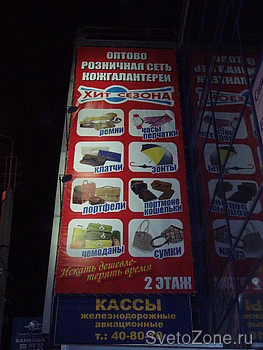 ОПТОВО
РОЗНИЧНАЯ СЕТЬ
КОЖГАЛАНТЕРЕИ
ХИТ СЕЗОНА
ремни
часы
перчатки
клатчи
зонты
портфели
портмоне
кошельки
чемоданы
сумки
Искать дешевле-
терять время
2 ЭТАЖ
КАССЫ
железнодорожные
авиационные
т.: 40-80-
SvetoZone.ru